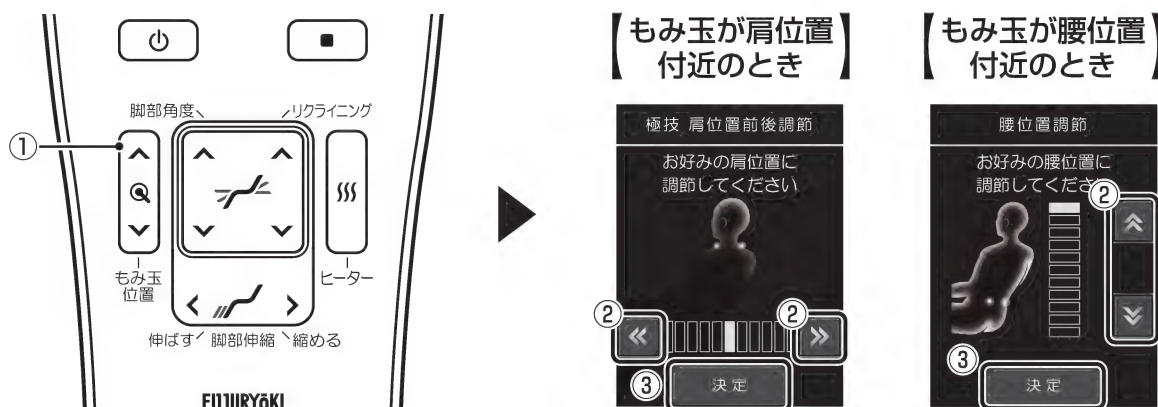 脚部角度
リクライニング
①
もみ玉
位置
ヒーター
伸ばす
脚部伸縮
縮める
FUJIIRYOKI
【もみ玉が肩位置
付近のとき】
極技 肩位置前後調節
お好みの肩位置に
調節してください
②
②
③
決定
【もみ玉が腰位置
付近のとき】
腰位置調節
お好みの腰位置に
調節してください
②
③
決定